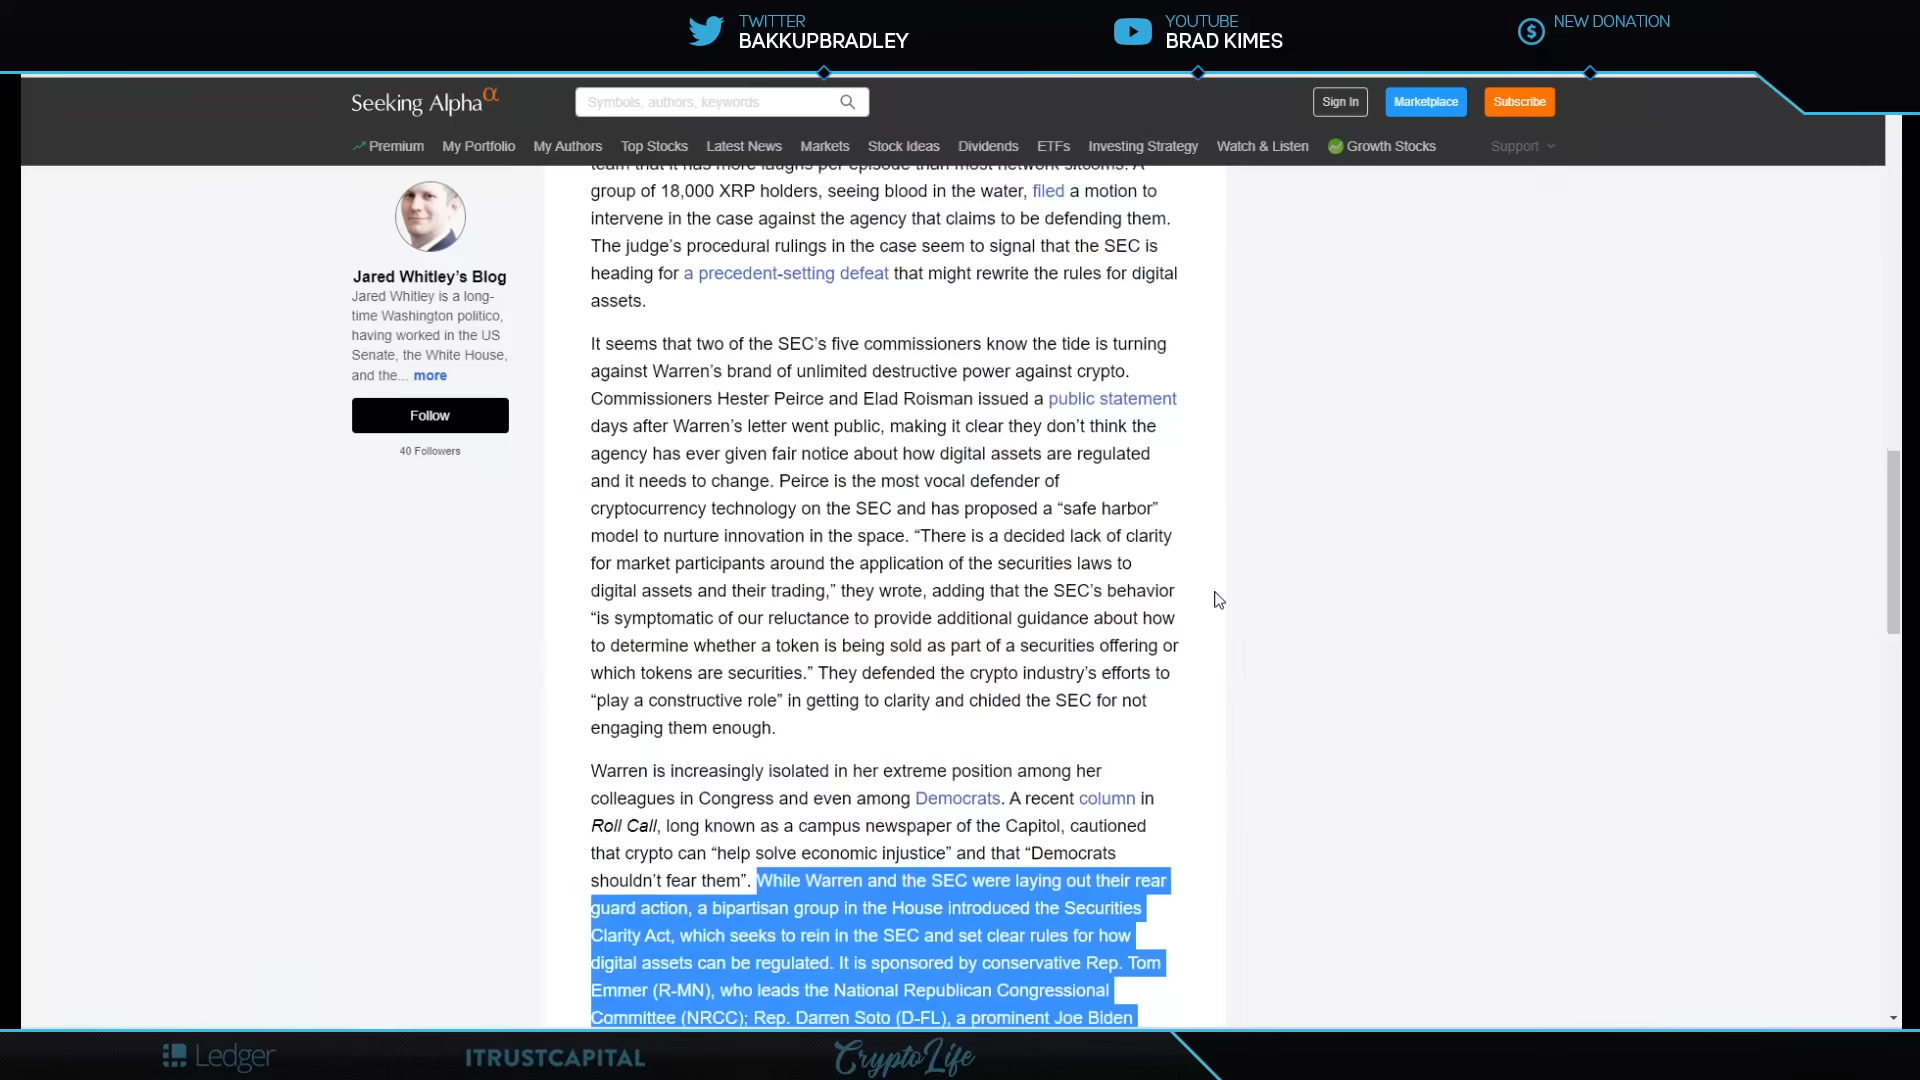 TWITTER
BAKKUPBRADLEY
YOUTUBE
BRAD KIMES
NEW DONATION
Seeking Alphaα
Symbols, authors, keywords
Sign In
Marketplace
Subscribe
Premium My Portfolio My Authors Top Stocks Latest News Markets Stock Ideas Dividends ETFs Investing Strategy Watch & Listen Growth Stocks Support
Jared Whitley’s Blog
Jared Whitley is a long-
time Washington politico,
having worked in the US
Senate, the White House,
and the... more
Follow
40 Followers
team that it has more laughs per episode than most network sitcoms. A
group of 18,000 XRP holders, seeing blood in the water, filed a motion to
intervene in the case against the agency that claims to be defending them.
The judge’s procedural rulings in the case seem to signal that the SEC is
heading for a precedent-setting defeat that might rewrite the rules for digital
assets.
It seems that two of the SEC’s five commissioners know the tide is turning
against Warren’s brand of unlimited destructive power against crypto.
Commissioners Hester Peirce and Elad Roisman issued a public statement
days after Warren’s letter went public, making it clear they don’t think the
agency has ever given fair notice about how digital assets are regulated
and it needs to change. Peirce is the most vocal defender of
cryptocurrency technology on the SEC and has proposed a “safe harbor”
model to nurture innovation in the space. “There is a decided lack of clarity
for market participants around the application of the securities laws to
digital assets and their trading,” they wrote, adding that the SEC’s behavior
“is symptomatic of our reluctance to provide additional guidance about how
to determine whether a token is being sold as part of a securities offering or
which tokens are securities.” They defended the crypto industry’s efforts to
“play a constructive role” in getting to clarity and chided the SEC for not
engaging them enough.
Warren is increasingly isolated in her extreme position among her
colleagues in Congress and even among Democrats. A recent column in
Roll Call, long known as a campus newspaper of the Capitol, cautioned
that crypto can “help solve economic injustice” and that “Democrats
shouldn’t fear them”. While Warren and the SEC were laying out their rear
guard action, a bipartisan group in the House introduced the Securities
Clarity Act, which seeks to rein in the SEC and set clear rules for how
digital assets can be regulated. It is sponsored by conservative Rep. Tom
Emmer (R-MN), who leads the National Republican Congressional
Committee (NRCC); Rep. Darren Soto (D-FL), a prominent Joe Biden
Ledger
ITRUSTCAPITAL
CryptoLife